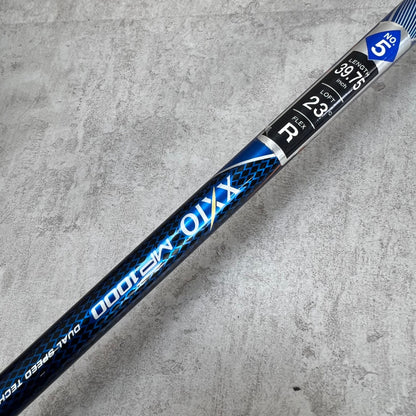 NO.
5
LENGTH
39.75
inch
LOFT
23°
FLEX
R
XXIO
MP1000
DUAL SPEED TECH